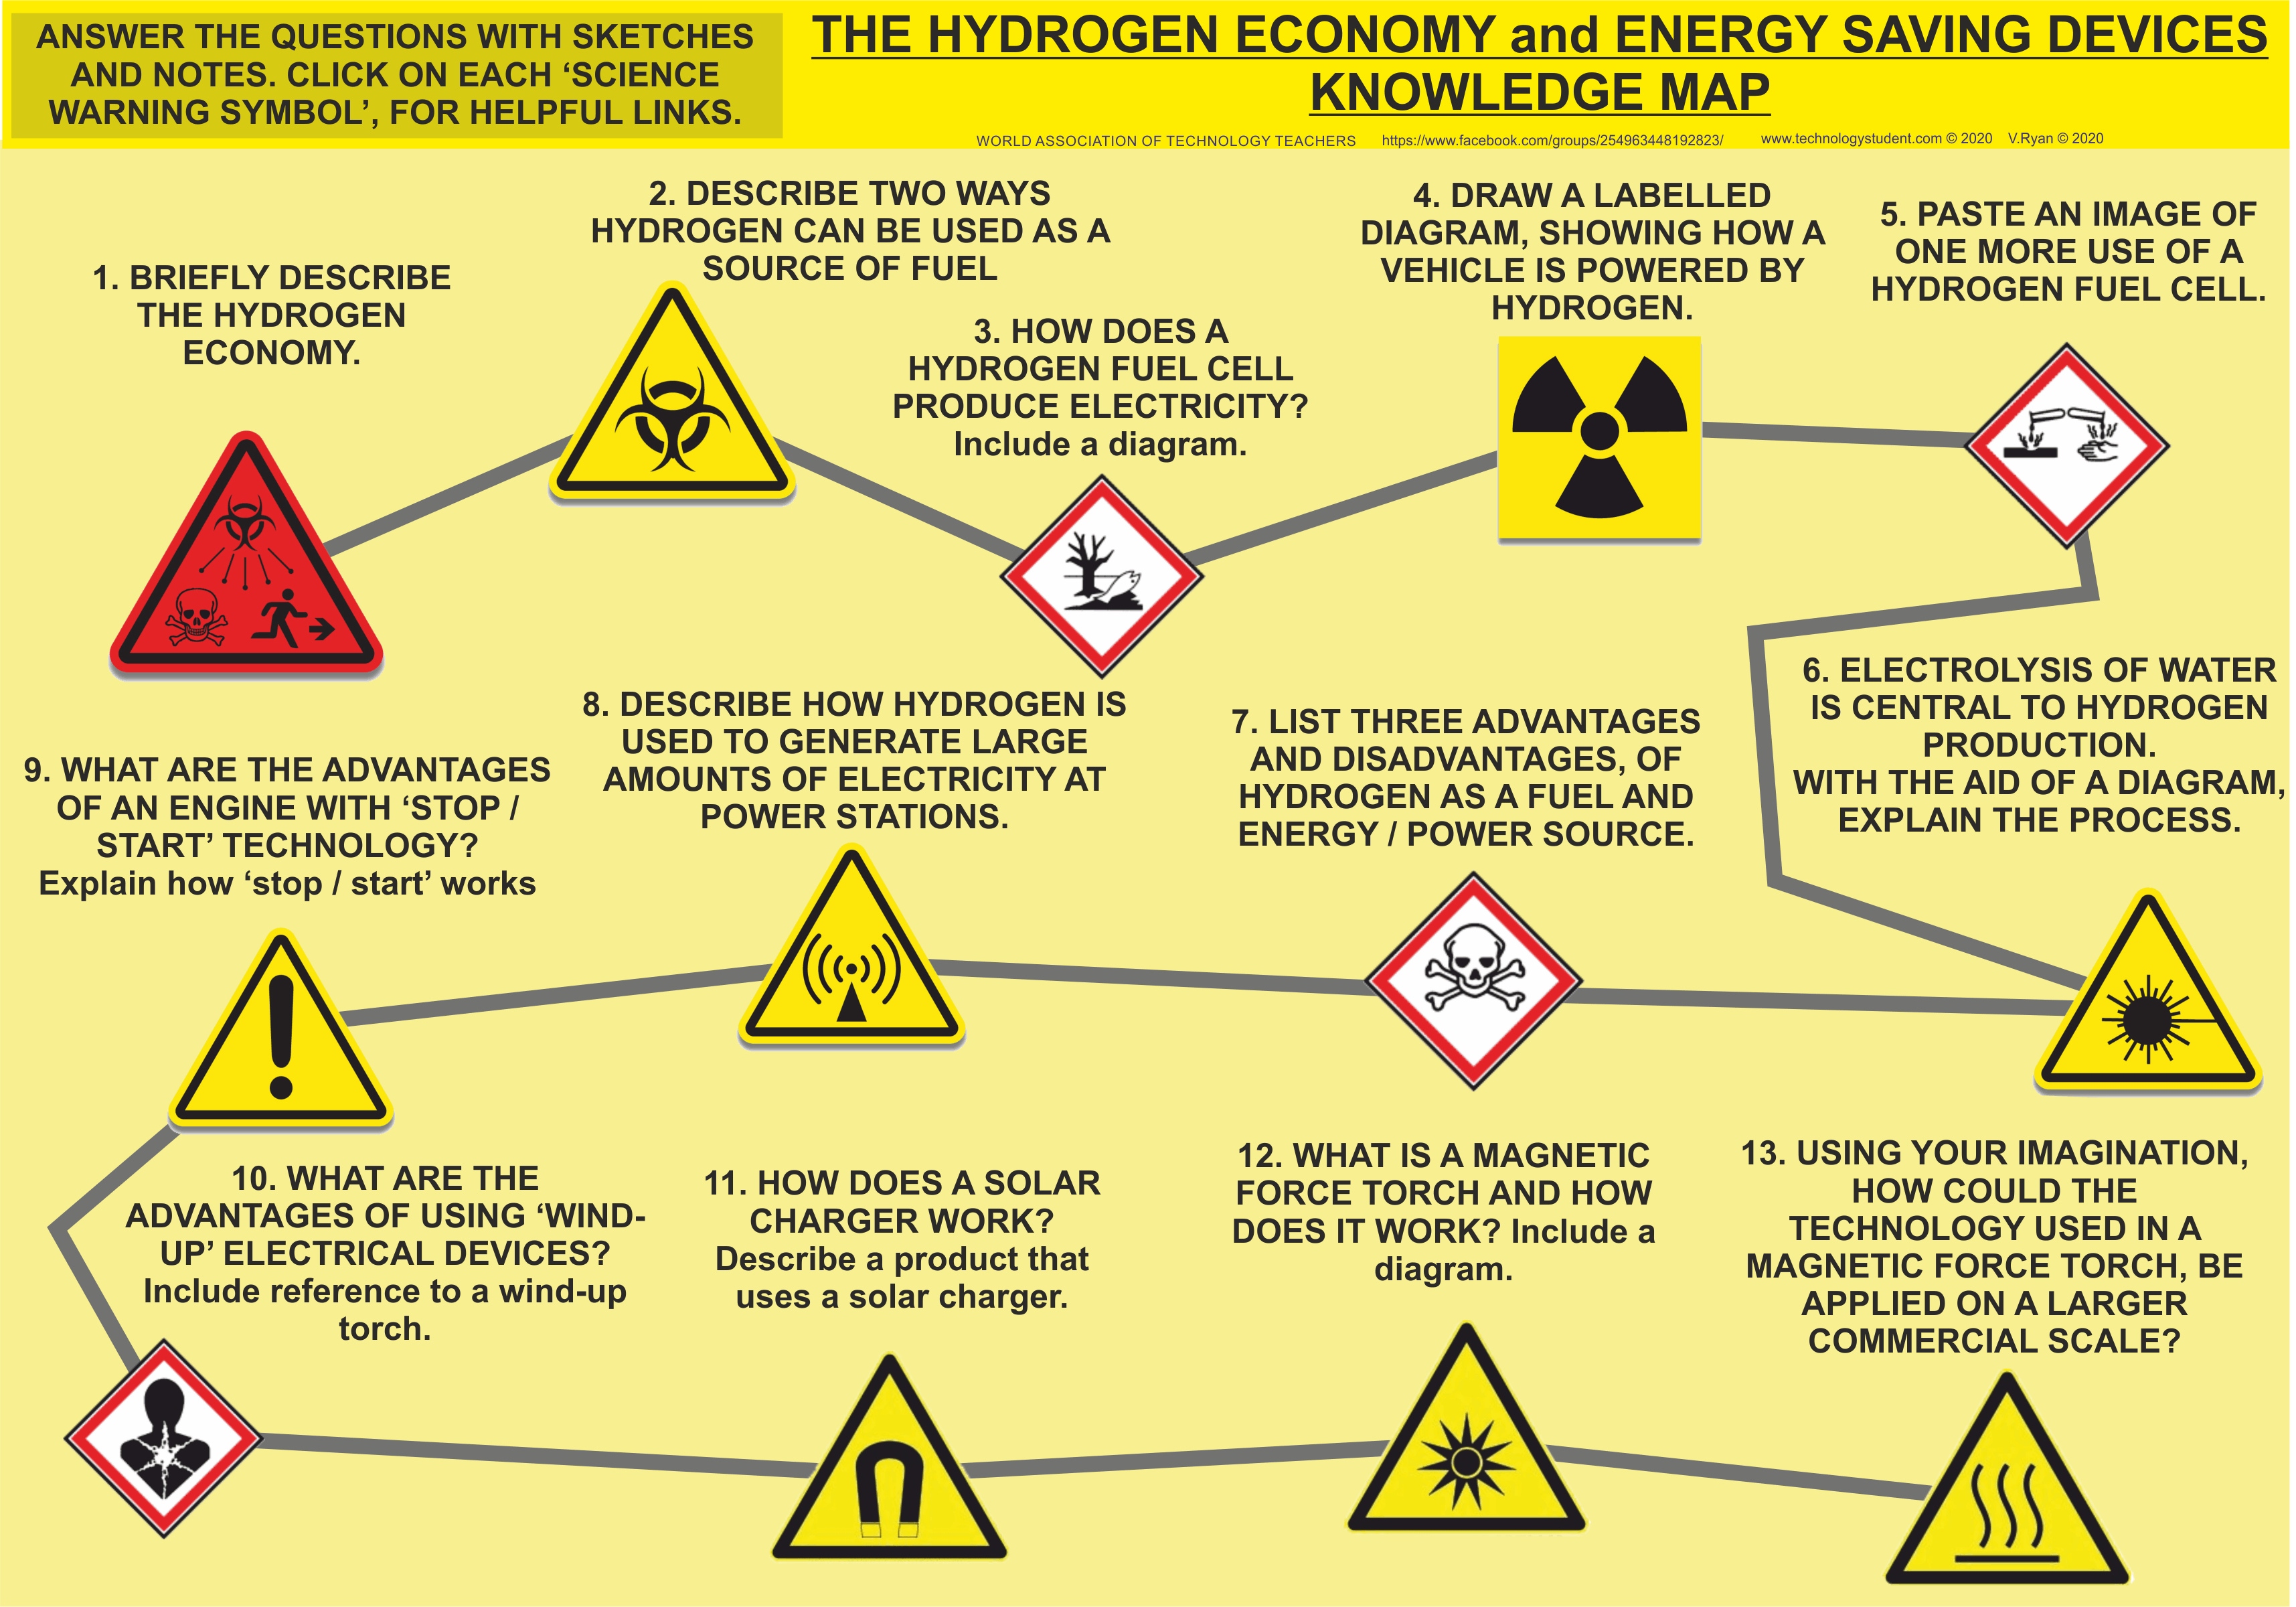 ANSWER THE QUESTIONS WITH SKETCHES
AND NOTES. CLICK ON EACH ‘SCIENCE
WARNING SYMBOL’, FOR HELPFUL LINKS.
THE HYDROGEN ECONOMY and ENERGY SAVING DEVICES
KNOWLEDGE MAP
WORLD ASSOCIATION OF TECHNOLOGY TEACHERS https://www.facebook.com/groups/254963448192823/ www.technologystudent.com © 2020 V.Ryan © 2020
1. BRIEFLY DESCRIBE
THE HYDROGEN
ECONOMY.
2. DESCRIBE TWO WAYS
HYDROGEN CAN BE USED AS A
SOURCE OF FUEL
3. HOW DOES A
HYDROGEN FUEL CELL
PRODUCE ELECTRICITY?
Include a diagram.
4. DRAW A LABELLED
DIAGRAM, SHOWING HOW A
VEHICLE IS POWERED BY
HYDROGEN.
5. PASTE AN IMAGE OF
ONE MORE USE OF A
HYDROGEN FUEL CELL.
6. ELECTROLYSIS OF WATER
IS CENTRAL TO HYDROGEN
PRODUCTION.
WITH THE AID OF A DIAGRAM,
EXPLAIN THE PROCESS.
7. LIST THREE ADVANTAGES
AND DISADVANTAGES, OF
HYDROGEN AS A FUEL AND
ENERGY / POWER SOURCE.
8. DESCRIBE HOW HYDROGEN IS
USED TO GENERATE LARGE
AMOUNTS OF ELECTRICITY AT
POWER STATIONS.
9. WHAT ARE THE ADVANTAGES
OF AN ENGINE WITH ‘STOP /
START’ TECHNOLOGY?
Explain how ‘stop / start’ works
10. WHAT ARE THE
ADVANTAGES OF USING ‘WIND-
UP’ ELECTRICAL DEVICES?
Include reference to a wind-up
torch.
11. HOW DOES A SOLAR
CHARGER WORK?
Describe a product that
uses a solar charger.
12. WHAT IS A MAGNETIC
FORCE TORCH AND HOW
DOES IT WORK? Include a
diagram.
13. USING YOUR IMAGINATION,
HOW COULD THE
TECHNOLOGY USED IN A
MAGNETIC FORCE TORCH, BE
APPLIED ON A LARGER
COMMERCIAL SCALE?